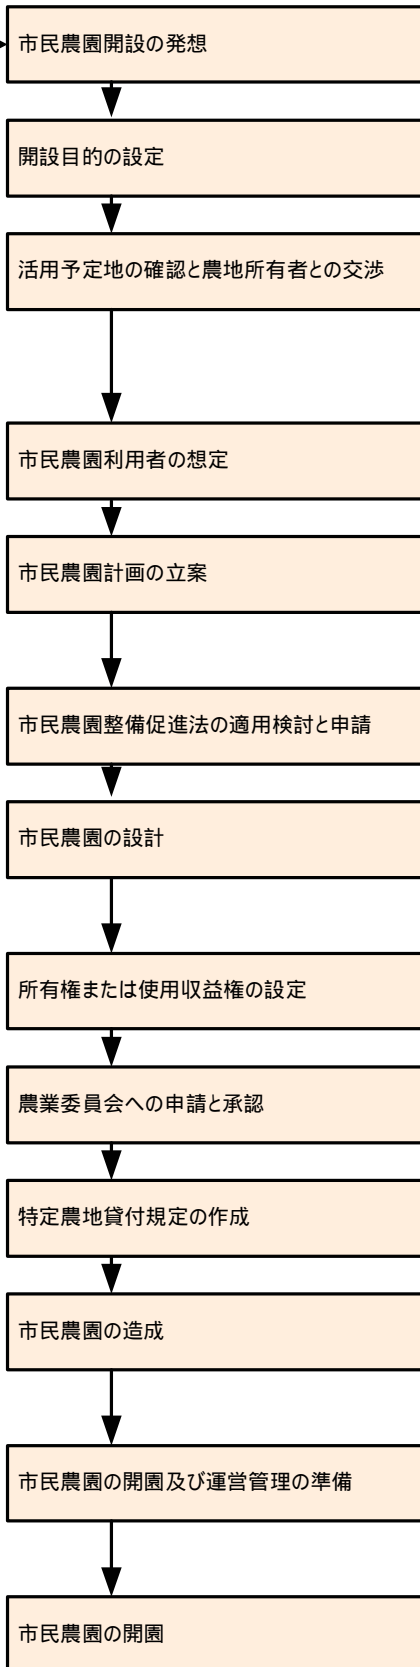 市民農園開設の発想
開設目的の設定
活用予定地の確認と農地所有者との交渉
市民農園利用者の想定
市民農園計画の立案
市民農園整備促進法の適用検討と申請
市民農園の設計
所有権または使用収益権の設定
農業委員会への申請と承認
特定農地貸付規定の作成
市民農園の造成
市民農園の開園及び運営管理の準備
市民農園の開園